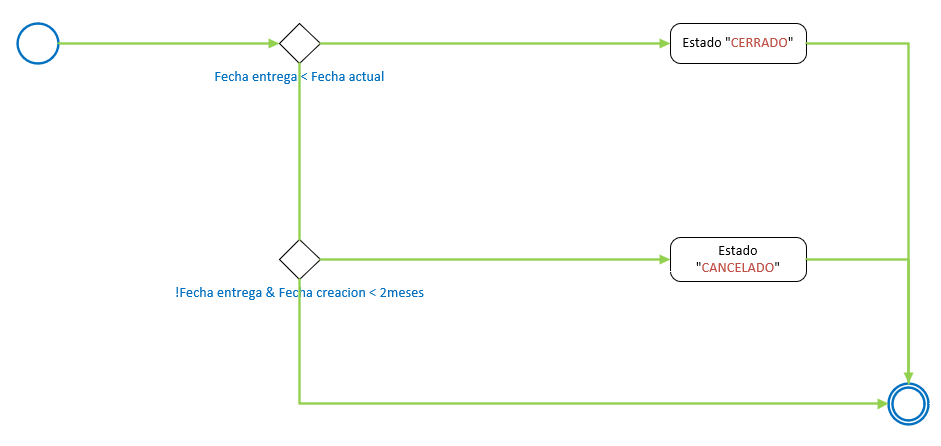 Estado "CERRADO"
Fecha entrega < Fecha actual
Estado
"CANCELADO"
!Fecha entrega & Fecha creacion < 2meses